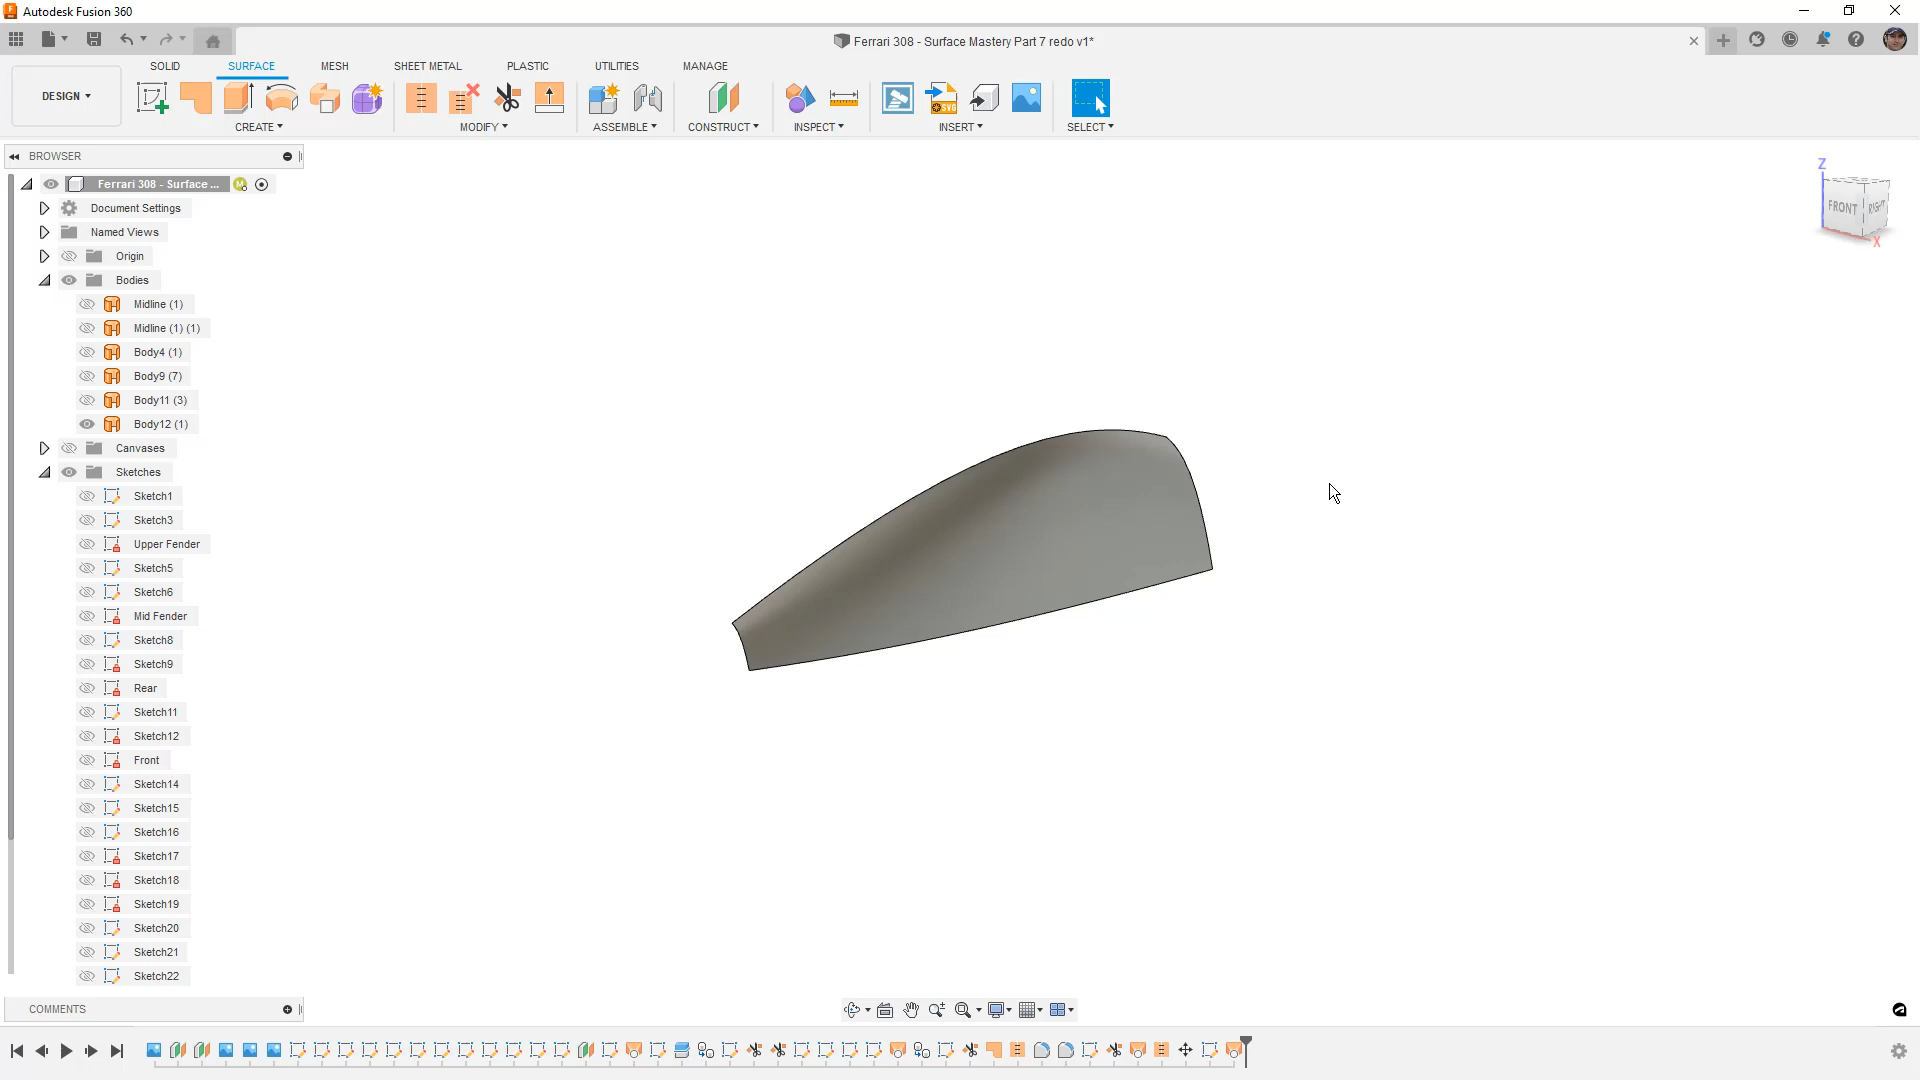 Autodesk Fusion 360
Ferrari 308 - Surface Mastery Part 7 redo v1*
SOLID
SURFACE
MESH
SHEET METAL
PLASTIC
UTILITIES
MANAGE
DESIGN
CREATE
MODIFY
ASSEMBLE
CONSTRUCT
INSPECT
INSERT
SELECT
SVG
BROWSER
Ferrari 308 - Surface ...
Document Settings
Named Views
Origin
Bodies
Midline (1)
Midline (1) (1)
Body4 (1)
Body9 (7)
Body11 (3)
Body12 (1)
Canvases
Sketches
Sketch1
Sketch3
Upper Fender
Sketch5
Sketch6
Mid Fender
Sketch8
Sketch9
Rear
Sketch11
Sketch12
Front
Sketch14
Sketch15
Sketch16
Sketch17
Sketch18
Sketch19
Sketch20
Sketch21
Sketch22
COMMENTS
Z
FRONT
RIGHT
X